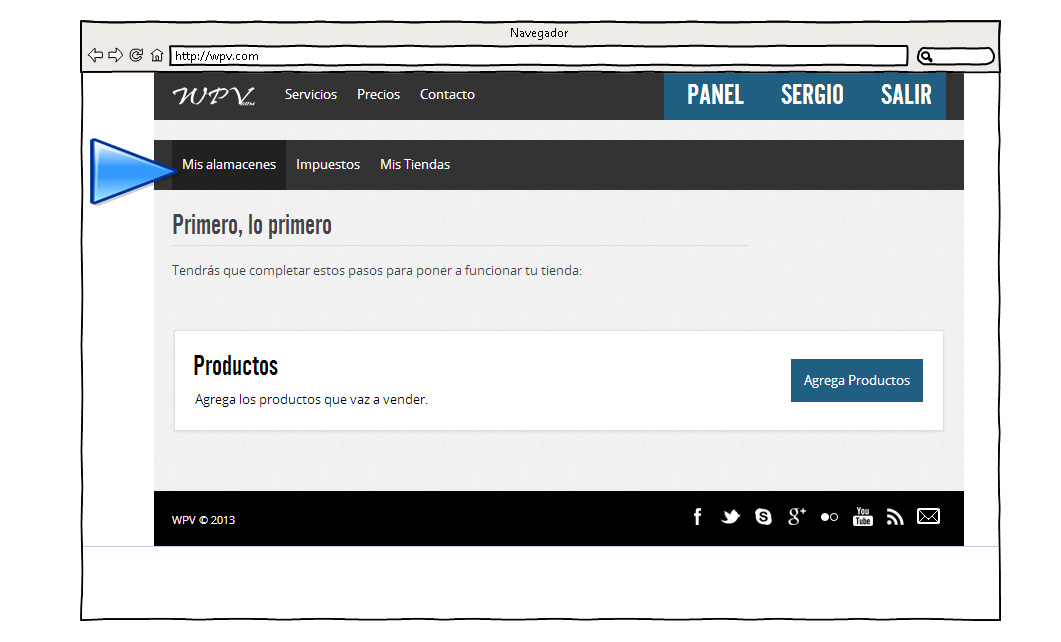 Navegador
http://wpv.com
WPV
Servicios Precios Contacto PANEL SERGIO SALIR
Mis alamacenes Impuestos Mis Tiendas
Primero, lo primero
Tendrás que completar estos pasos para poner a funcionar tu tienda:
Productos
Agrega los productos que vaz a vender.
Agrega Productos
WPV © 2013
f g+ You Tube